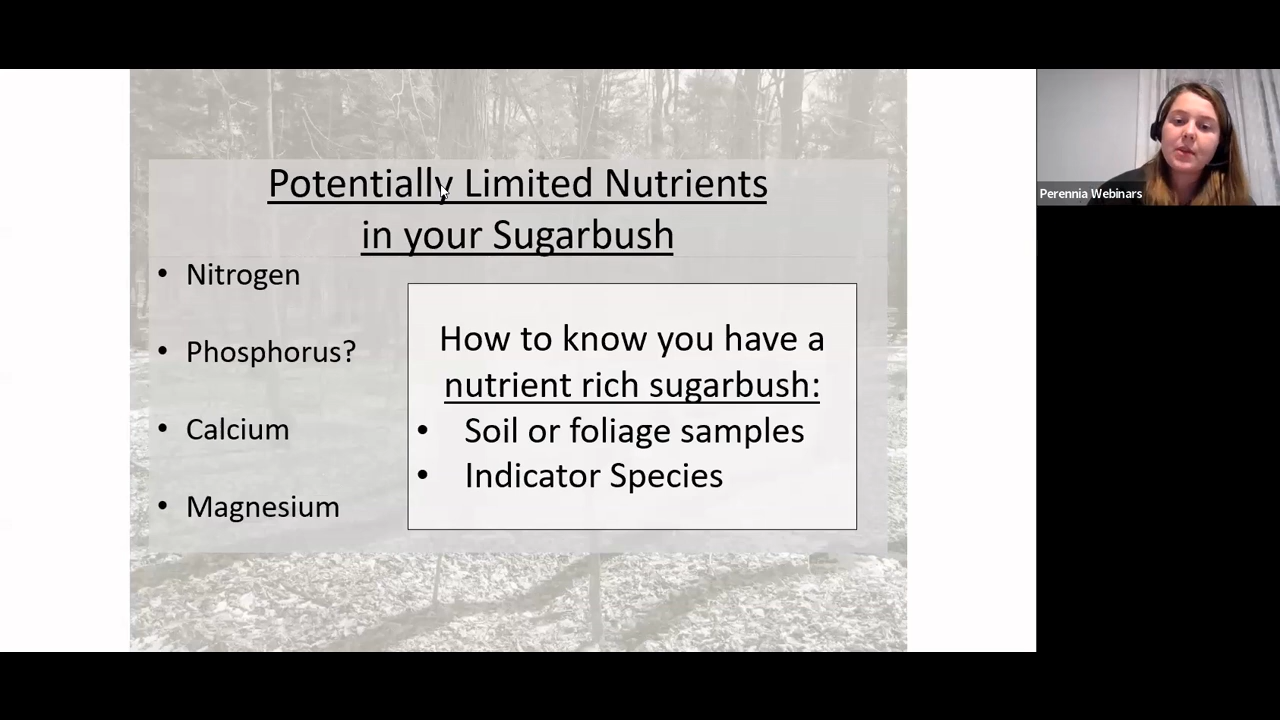 Potentially Limited Nutrients
in your Sugarbush
• Nitrogen
• Phosphorus?
• Calcium
• Magnesium
How to know you have a
nutrient rich sugarbush:
• Soil or foliage samples
• Indicator Species
Perennia Webinars